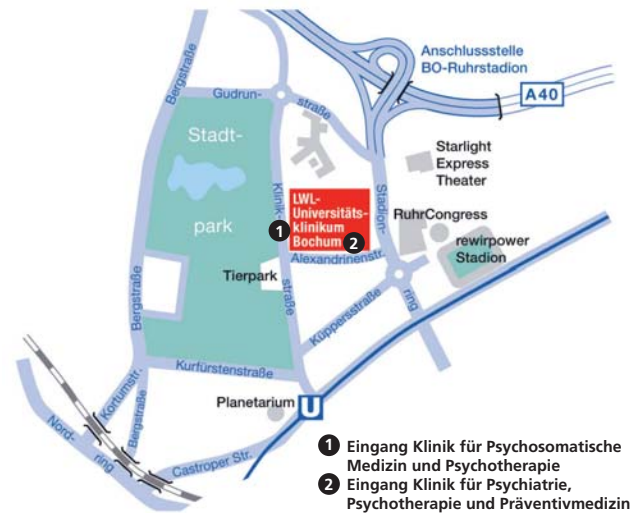 Anschlussstelle
BO-Ruhrstadion
A40
Bergstraße
Gudrun-
straße
Stadt-
park
Starlight
Express
Theater
Klinik-
straße
LWL-
Universitäts-
klinikum
Bochum
1
2
Stadion-
ring
RuhrCongress
rewirpower
Stadion
Alexandrinenstr.
Tierpark
Bergstraße
Küppersstraße
Kurfürstenstraße
Planetarium
U
Kortumstr.
Bergstraße
Nord-
ring
Castroper Str.
1 Eingang Klinik für Psychosomatische
Medizin und Psychotherapie
2 Eingang Klinik für Psychiatrie,
Psychotherapie und Präventivmedizin